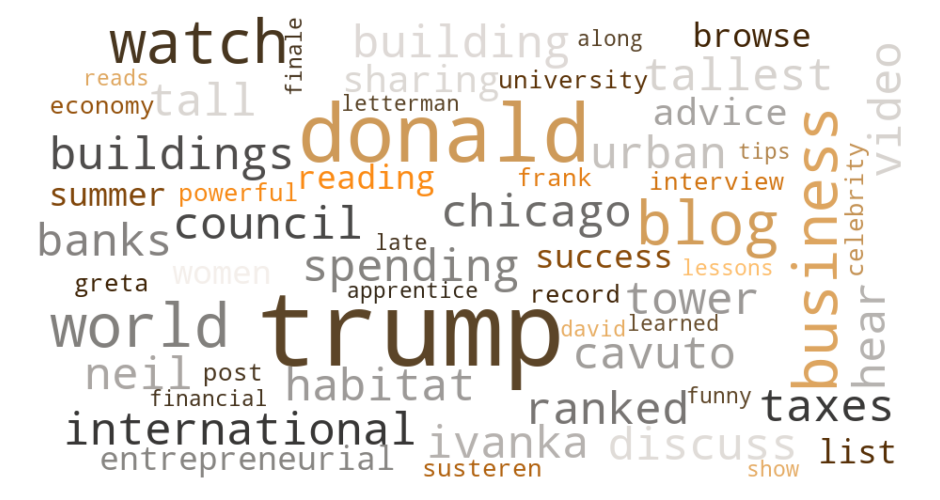 watch finale building along browse
reads sharing university tallest video
economy tall letterman advice
buildings donald urban tips business
summer powerful reading frank interview celebrity
banks council chicago blog
late
greta women spending success lessons
apprentice record tower hear
world trump david learned
neil post habitat cavuto
financial ranked funny taxes
international ivanka discuss list
entrepreneurial susteren show